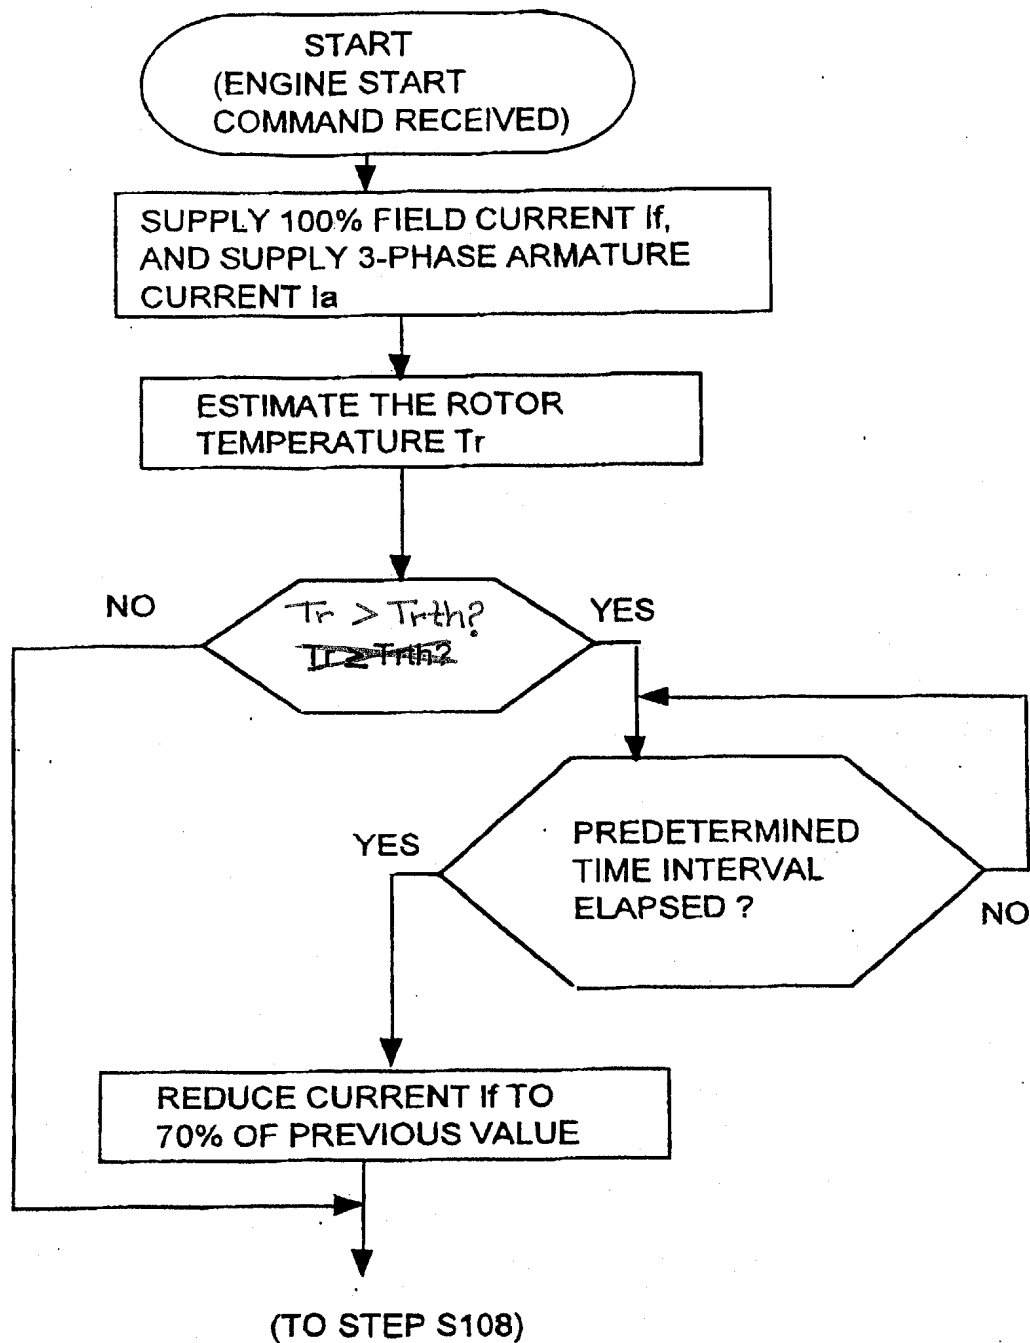 START
(ENGINE START
COMMAND RECEIVED)
SUPPLY 100% FIELD CURRENT If,
AND SUPPLY 3-PHASE ARMATURE
CURRENT Ia
ESTIMATE THE ROTOR
TEMPERATURE Tr
NO
Tr > Trth?
Tr ≥ Trth?
YES
YES
PREDETERMINED
TIME INTERVAL
ELAPSED ?
NO
REDUCE CURRENT If TO
70% OF PREVIOUS VALUE
(TO STEP S108)